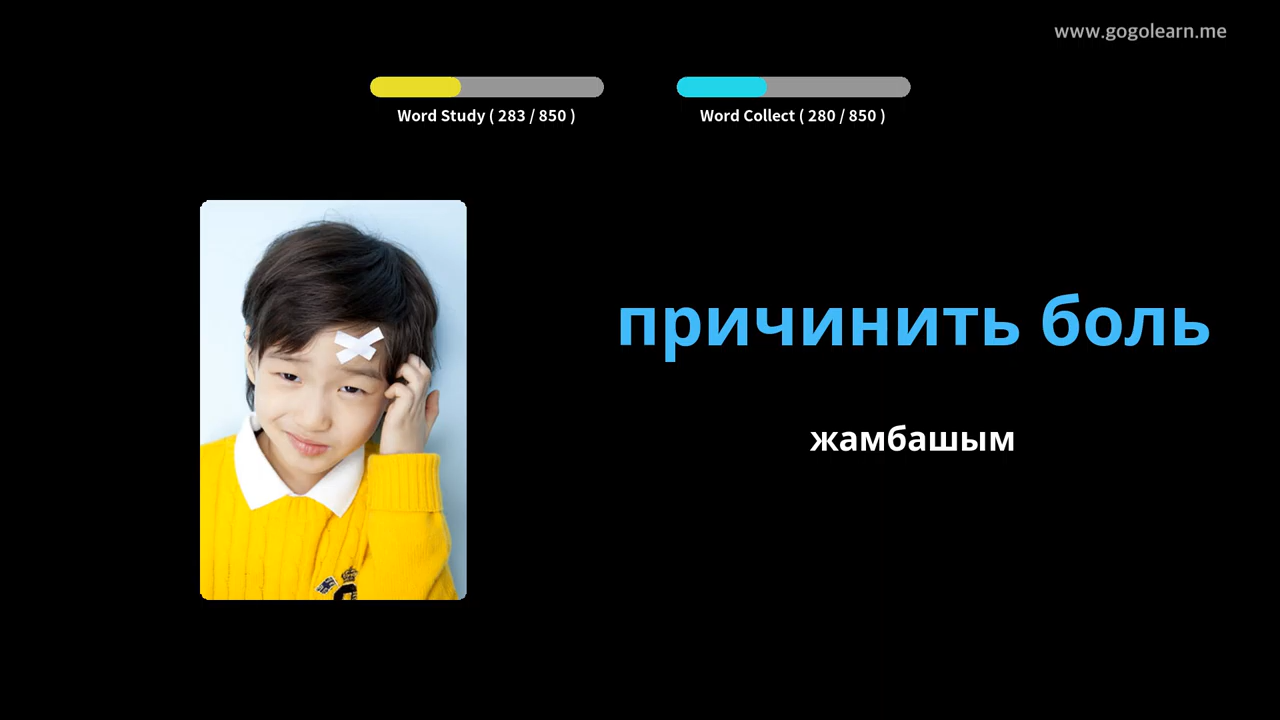 www.gogolearn.me
Word Study ( 283 / 850 )
Word Collect ( 280 / 850 )
причинить боль
жамбашым